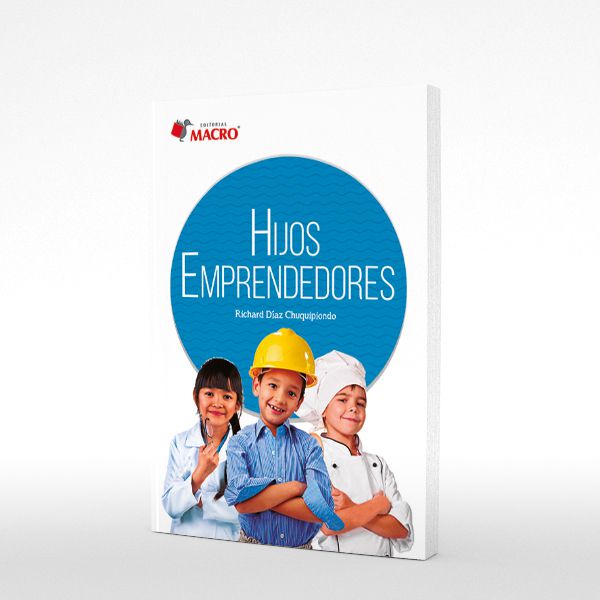 EDITORIAL
MACRO®
HIJOS
EMPRENDEDORES
Richard Díaz Chuquipiondo